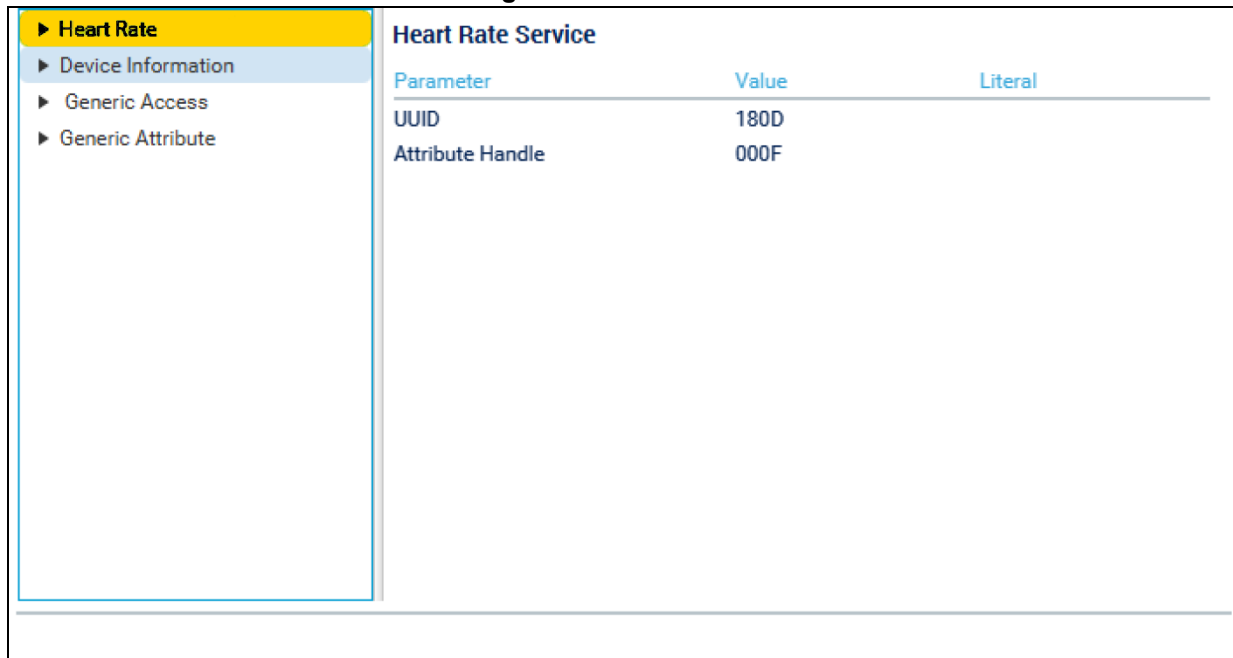 Heart Rate
Device Information
Generic Access
Generic Attribute
Heart Rate Service
Parameter Value Literal
UUID 180D
Attribute Handle 000F